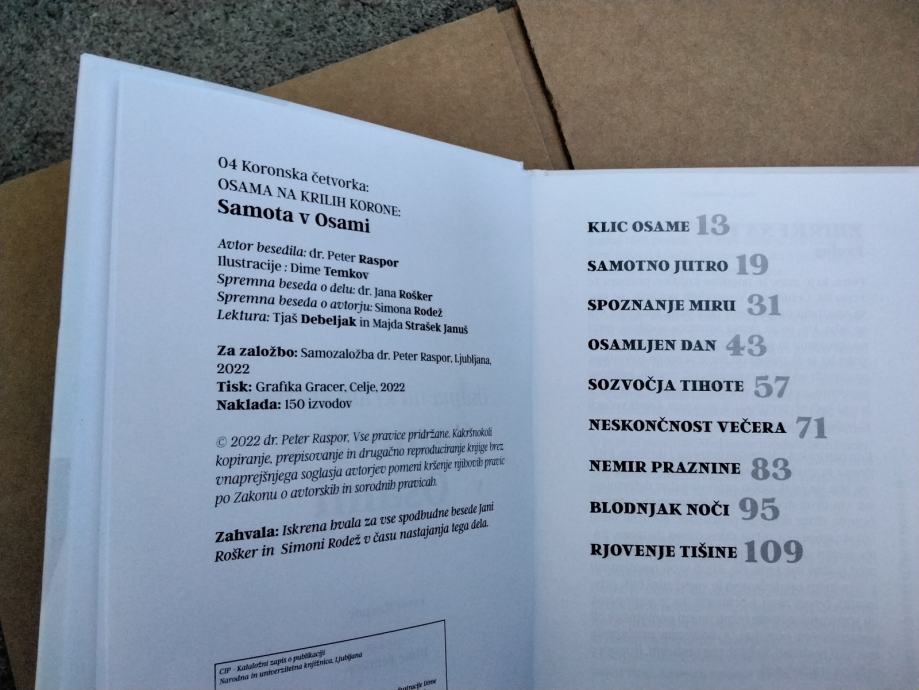 04 Koronska četvorka:
OSAMA NA KRILIH KORONE:
Samota v Osami
Avtor besedila: dr. Peter Raspor
Ilustracije : Dime Temkov
Spremna beseda o delu: dr. Jana Rošker
Spremna beseda o avtorju: Simona Rodež
Lektura: Tjaš Debeljak in Majda Strašek Januš
Za založbo: Samozaložba dr. Peter Raspor, Ljubljana,
2022
Tisk: Grafika Gracer, Celje, 2022
Naklada: 150 izvodov
© 2022 dr. Peter Raspor. Vse pravice pridržane. Kakršnokoli
kopiranje, prepisovanje in drugačno reproduciranje knjige brez
vnaprejšnjega soglasja avtorjev pomeni kršenje njihovih pravic
po Zakonu o avtorskih in sorodnih pravicah.
Zahvala: Iskrena hvala za vse spodbudne besede Jani
Rošker in Simoni Rodež v času nastajanja tega dela.
CIP - Kataložni zapis o publikaciji
Narodna in univerzitetna knjižnica, Ljubljana
KLIC OSAME 13
SAMOTNO JUTRO 19
SPOZNANJE MIRU 31
OSAMLJEN DAN 43
SOZVOČJA TIHOTE 57
NESKONČNOST VEČERA 71
NEMIR PRAZNINE 83
BLODNJAK NOČI 95
RJOVENJE TIŠINE 109